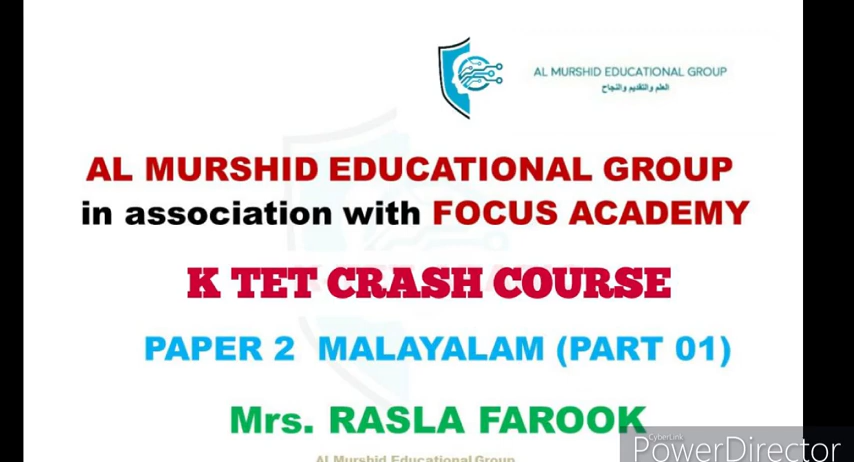 AL MURSHID EDUCATIONAL GROUP
العلم والتقديم والنجاح
AL MURSHID EDUCATIONAL GROUP
in association with FOCUS ACADEMY
K TET CRASH COURSE
PAPER 2 MALAYALAM (PART 01)
Mrs. RASLA FAROOK
CyberLink
PowerDirector
Al Murshid Educational Group